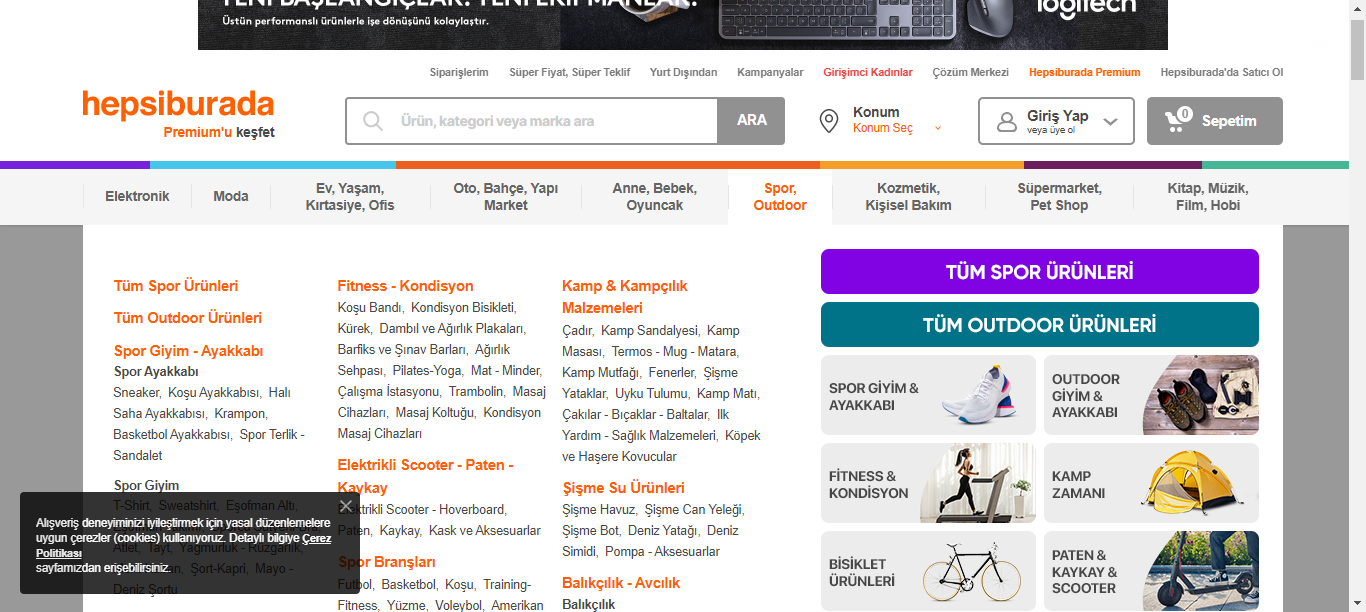 YENİ BAŞLANGIÇLAR. YENİ EKİPMANLAR.
Üstün performanslı ürünlerle işe dönüşünü kolaylaştır.
logitech
Siparişlerim Süper Fiyat, Süper Teklif Yurt Dışından Kampanyalar Girişimci Kadınlar Çözüm Merkezi Hepsiburada Premium Hepsiburada'da Satıcı Ol
hepsiburada
Premium'u keşfet
Ürün, kategori veya marka ara
ARA
Konum
Konum Seç
Giriş Yap
veya üye ol
0
Sepetim
Elektronik
Moda
Ev, Yaşam,
Kırtasiye, Ofis
Oto, Bahçe, Yapı
Market
Anne, Bebek,
Oyuncak
Spor,
Outdoor
Kozmetik,
Kişisel Bakım
Süpermarket,
Pet Shop
Kitap, Müzik,
Film, Hobi
Tüm Spor Ürünleri
Tüm Outdoor Ürünleri
Spor Giyim - Ayakkabı
Spor Ayakkabı
Sneaker, Koşu Ayakkabısı, Halı
Saha Ayakkabısı, Krampon,
Basketbol Ayakkabısı, Spor Terlik -
Sandalet
Spor Giyim
T-Shirt, Sweatshirt, Eşofman Altı,
Atlet, Tayt, Yağmurluk - Rüzgarlık,
Şort-Kapri, Mayo -
Deniz Şortu
Alışveriş deneyiminizi iyileştirmek için yasal düzenlemelere
uygun çerezler (cookies) kullanıyoruz. Detaylı bilgiye Çerez
Politikası
sayfamızdan erişebilirsiniz.
Fitness - Kondisyon
Koşu Bandı, Kondisyon Bisikleti,
Kürek, Dambıl ve Ağırlık Plakaları,
Barfiks ve Şınav Barları, Ağırlık
Sehpası, Pilates-Yoga, Mat - Minder,
Çalışma İstasyonu, Trambolin, Masaj
Cihazları, Masaj Koltuğu, Kondisyon
Masaj Cihazları
Elektrikli Scooter - Paten -
Kaykay
Elektrikli Scooter - Hoverboard,
Paten, Kaykay, Kask ve Aksesuarlar
Spor Branşları
Futbol, Basketbol, Koşu, Training-
Fitness, Yüzme, Voleybol, Amerikan
Kamp & Kampçılık
Malzemeleri
Çadır, Kamp Sandalyesi, Kamp
Masası, Termos - Mug - Matara,
Kamp Mutfağı, Fenerler, Şişme
Yataklar, Uyku Tulumu, Kamp Matı,
Çakılar - Bıçaklar - Baltalar, Ilk
Yardım - Sağlık Malzemeleri, Köpek
ve Haşere Kovucular
Şişme Su Ürünleri
Şişme Havuz, Şişme Can Yeleği,
Şişme Bot, Deniz Yatağı, Deniz
Simidi, Pompa - Aksesuarlar
Balıkçılık - Avcılık
Balıkçılık
TÜM SPOR ÜRÜNLERİ
TÜM OUTDOOR ÜRÜNLERİ
SPOR GİYİM &
AYAKKABI
OUTDOOR
GİYİM &
AYAKKABI
FİTNESS &
KONDİSYON
KAMP
ZAMANI
BİSİKLET
ÜRÜNLERİ
PATEN &
KAYKAY &
SCOOTER